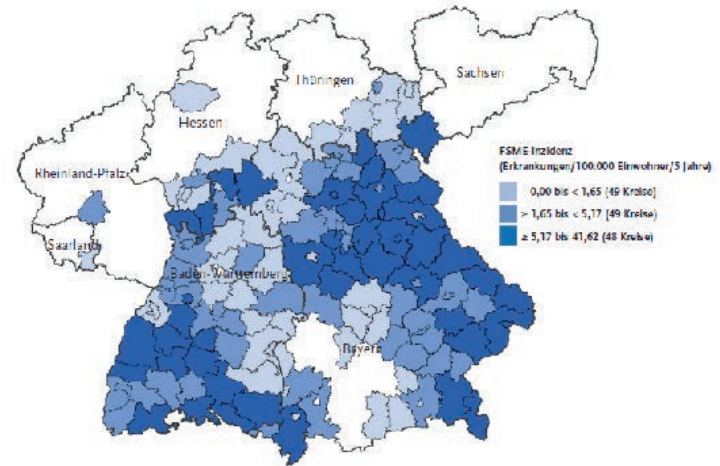 Thüringen
Sachsen
Hessen
Rheinland-Pfalz
Saarland
Baden-Württemberg
Bayern
FSME-Inzidenz
(Erkrankungen/100.000 Einwohner/5 Jahre)
0,00 bis < 1,65 (49 Kreise)
≥ 1,65 bis < 5,17 (49 Kreise)
≥ 5,17 bis 41,62 (48 Kreise)